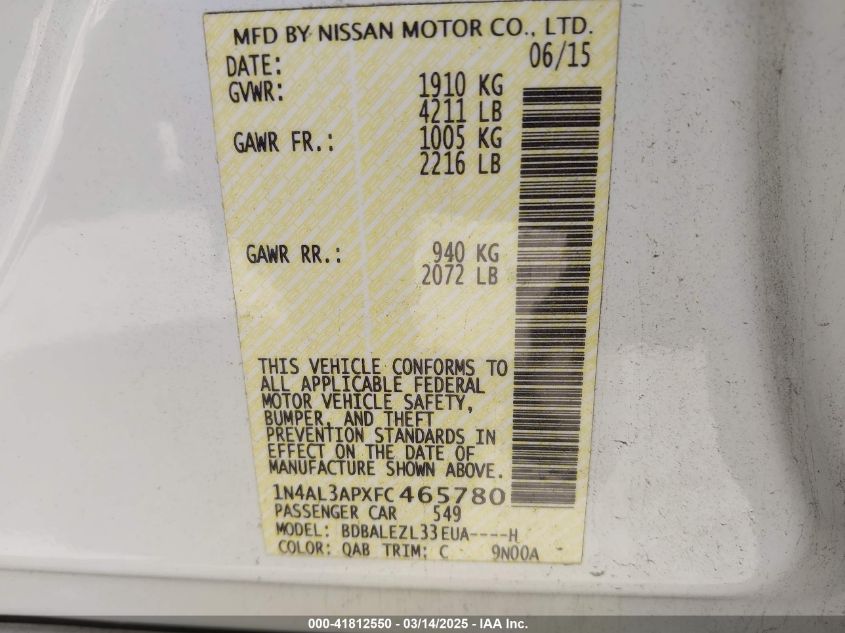 MFD BY NISSAN MOTOR CO., LTD.
DATE: 06/15
GVWR: 1910 KG
4211 LB
GAWR FR.: 1005 KG
2216 LB
GAWR RR.: 940 KG
2072 LB
THIS VEHICLE CONFORMS TO
ALL APPLICABLE FEDERAL
MOTOR VEHICLE SAFETY,
BUMPER, AND THEFT
PREVENTION STANDARDS IN
EFFECT ON THE DATE OF
MANUFACTURE SHOWN ABOVE.
1N4AL3APXFC465780
PASSENGER CAR 549
MODEL: BDBALEZL33EUA----H
COLOR: QAB TRIM: C 9N00A
000-41812550 - 03/14/2025 - IAA Inc.